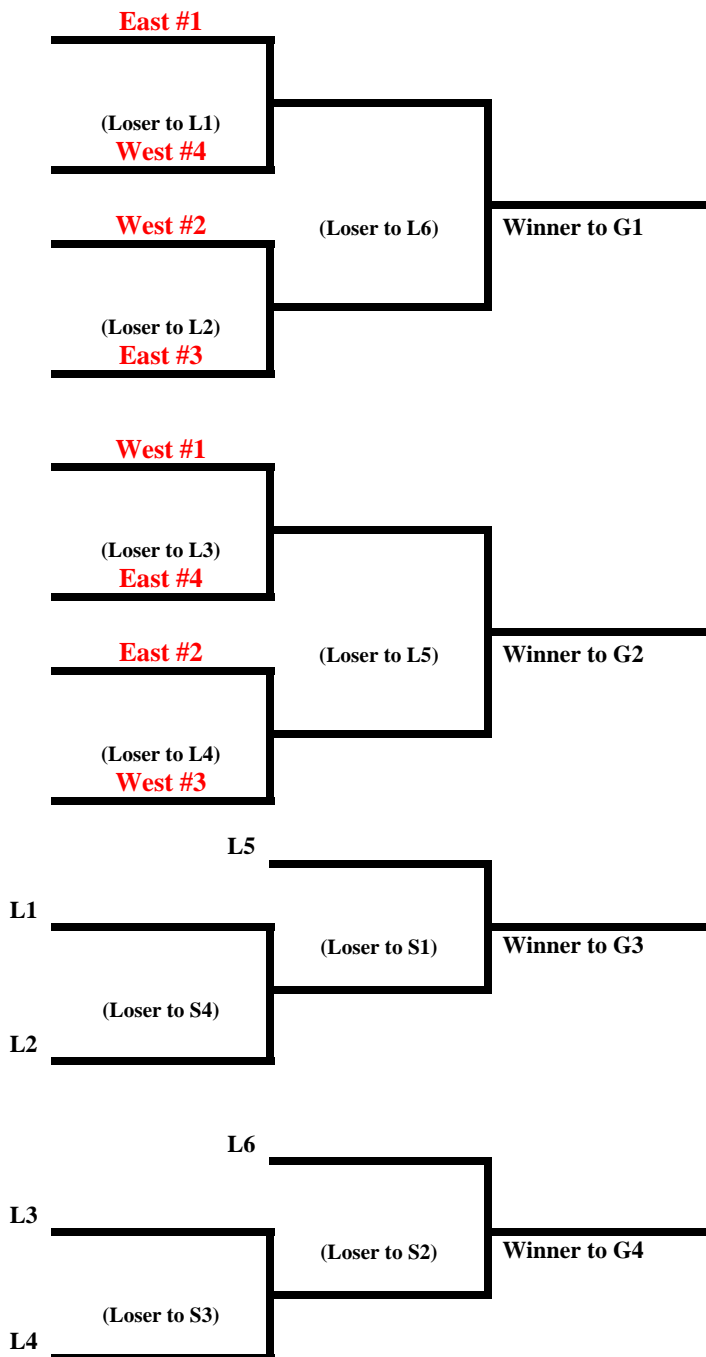 East #1
(Loser to L1)
West #4
West #2
(Loser to L6)
Winner to G1
(Loser to L2)
East #3
West #1
(Loser to L3)
East #4
East #2
(Loser to L5)
Winner to G2
(Loser to L4)
West #3
L5
L1
(Loser to S1)
Winner to G3
(Loser to S4)
L2
L6
L3
(Loser to S2)
Winner to G4
(Loser to S3)
L4